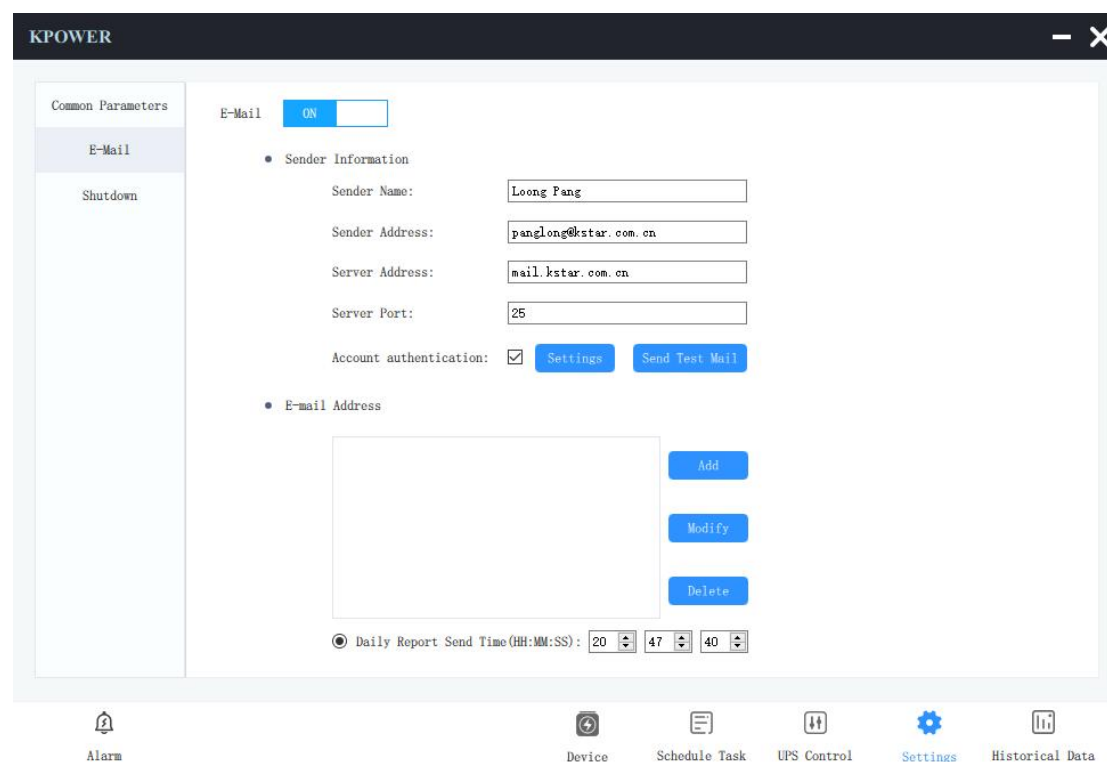 KPOWER
Common Parameters
E-Mail
Shutdown
E-Mail ON
Sender Information
Sender Name: Loong Pang
Sender Address: panglong@kstar.com.cn
Server Address: mail.kstar.com.cn
Server Port: 25
Account authentication: Settings Send Test Mail
E-mail Address
Add
Modify
Delete
Daily Report Send Time(HH:MM:SS): 20 47 40
Alarm Device Schedule Task UPS Control Settings Historical Data